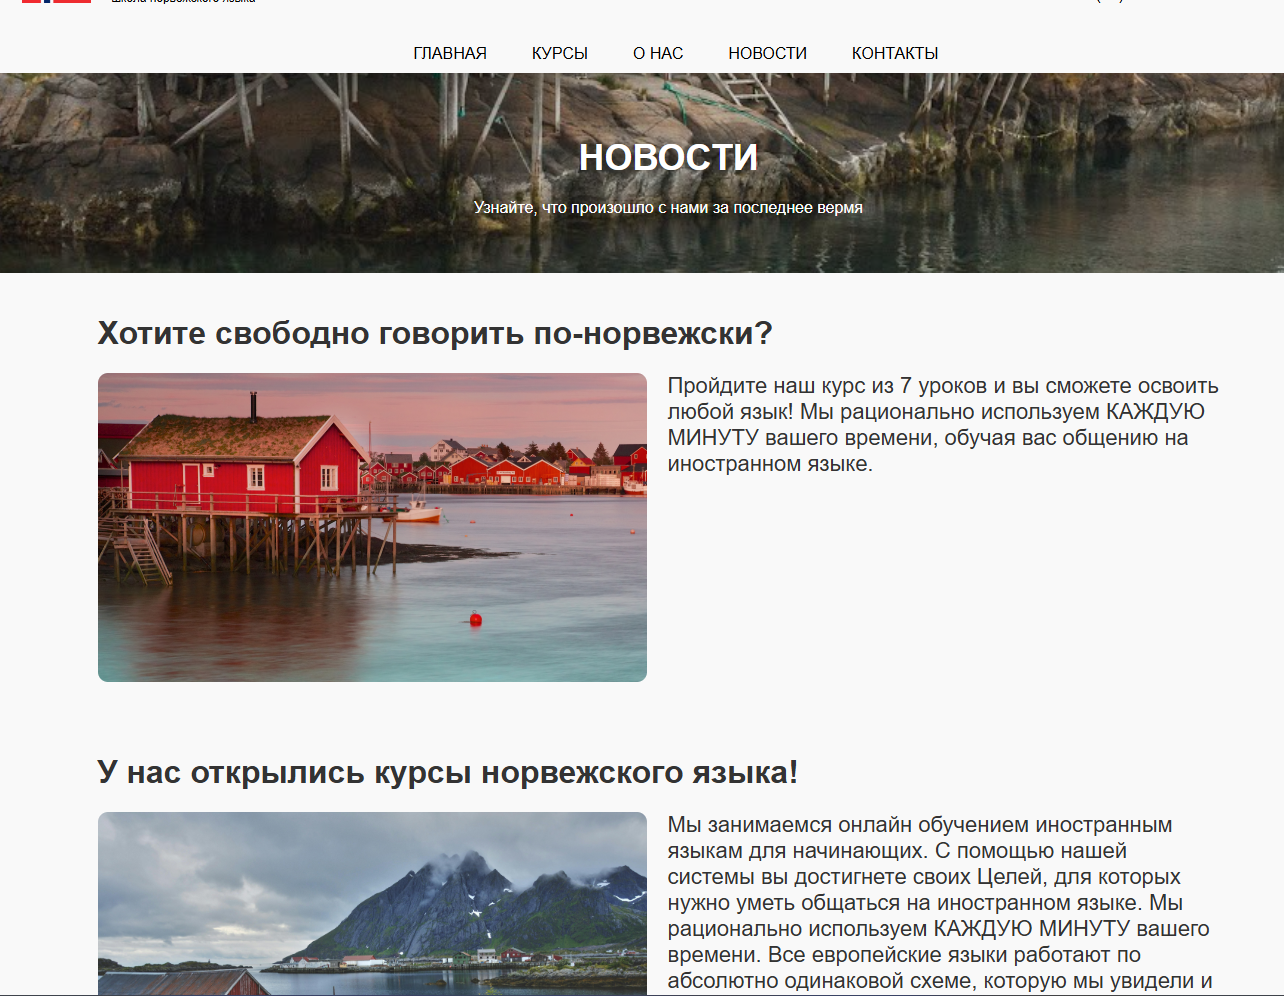 школа норвежского языка
ГЛАВНАЯ КУРСЫ О НАС НОВОСТИ КОНТАКТЫ
НОВОСТИ
Узнайте, что произошло с нами за последнее вермя
Хотите свободно говорить по-норвежски?
Пройдите наш курс из 7 уроков и вы сможете освоить
любой язык! Мы рационально используем КАЖДУЮ
МИНУТУ вашего времени, обучая вас общению на
иностранном языке.
У нас открылись курсы норвежского языка!
Мы занимаемся онлайн обучением иностранным
языкам для начинающих. С помощью нашей
системы вы достигнете своих Целей, для которых
нужно уметь общаться на иностранном языке. Мы
рационально используем КАЖДУЮ МИНУТУ вашего
времени. Все европейские языки работают по
абсолютно одинаковой схеме, которую мы увидели и